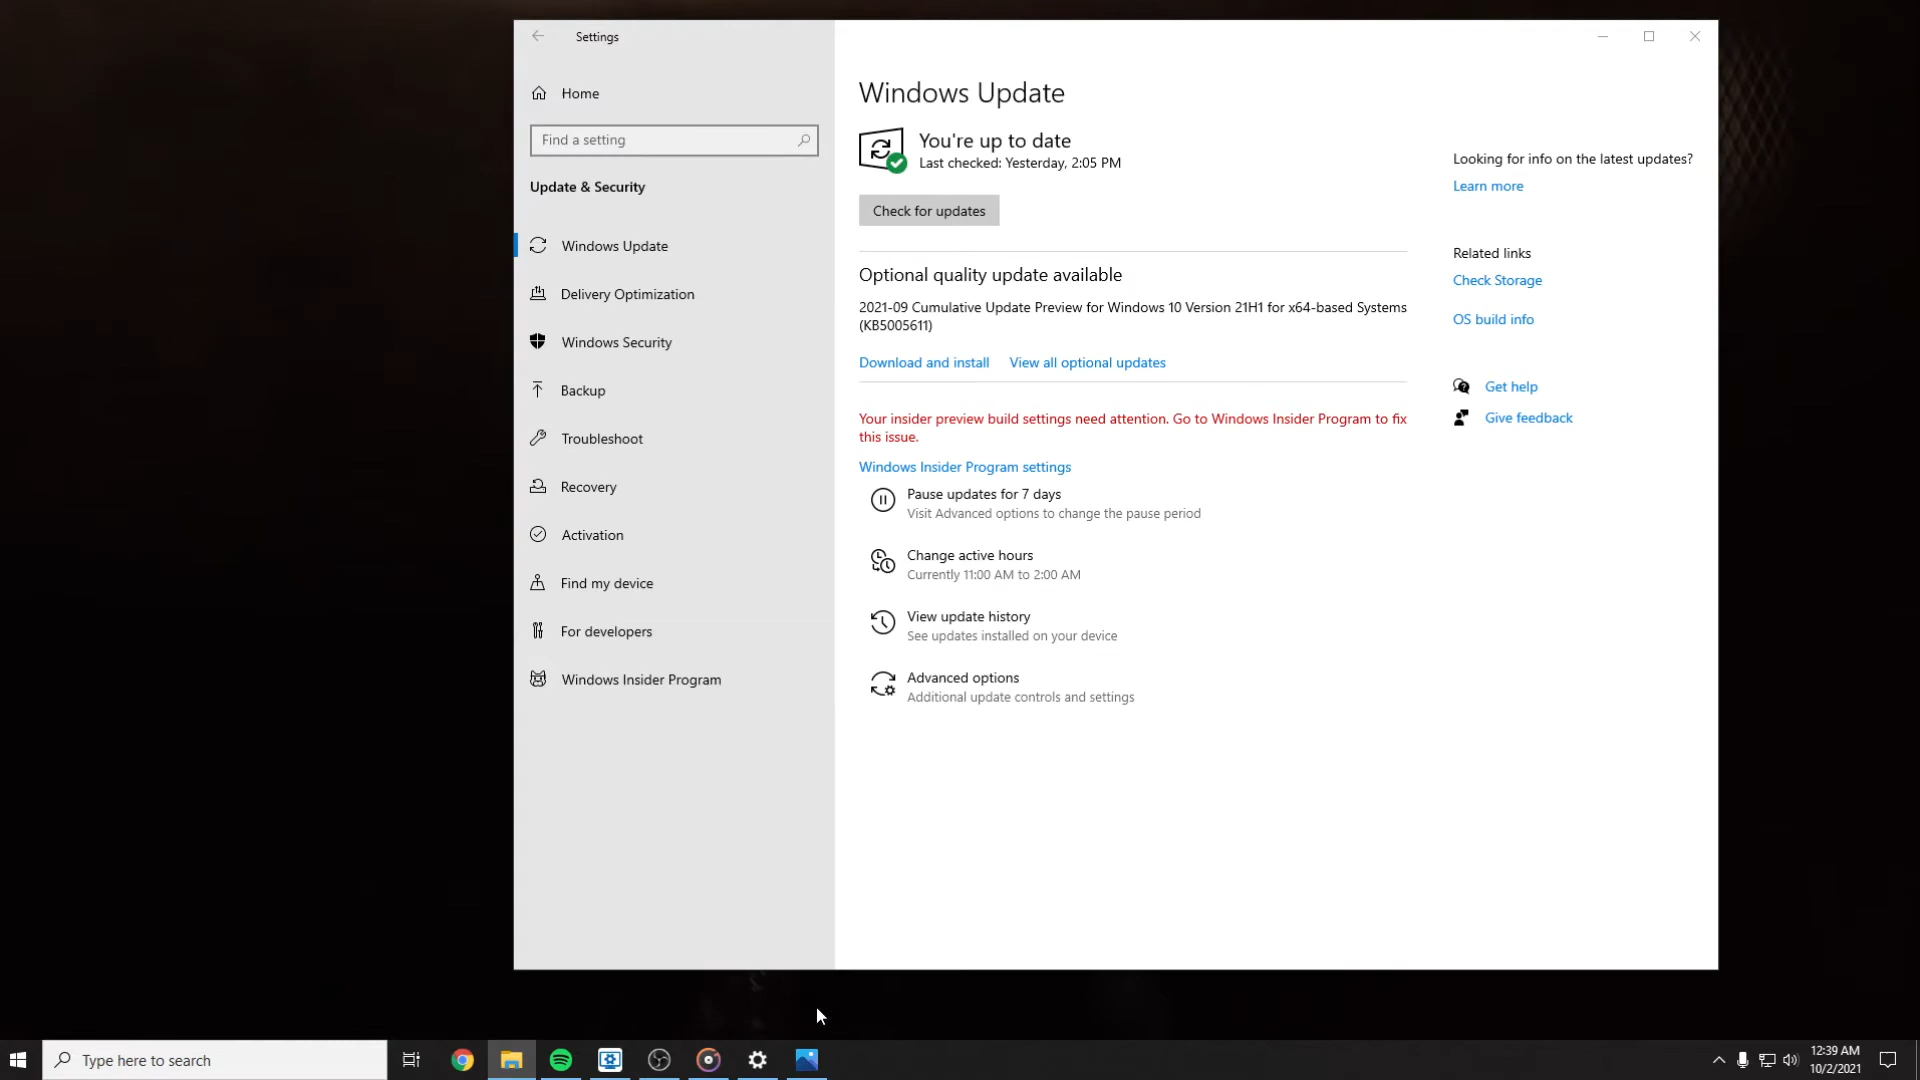 Settings
Home
Find a setting
Update & Security
Windows Update
Delivery Optimization
Windows Security
Backup
Troubleshoot
Recovery
Activation
Find my device
For developers
Windows Insider Program
Windows Update
You're up to date
Last checked: Yesterday, 2:05 PM
Check for updates
Optional quality update available
2021-09 Cumulative Update Preview for Windows 10 Version 21H1 for x64-based Systems
(KB5005611)
Download and install View all optional updates
Your insider preview build settings need attention. Go to Windows Insider Program to fix
this issue.
Windows Insider Program settings
Pause updates for 7 days
Visit Advanced options to change the pause period
Change active hours
Currently 11:00 AM to 2:00 AM
View update history
See updates installed on your device
Advanced options
Additional update controls and settings
Looking for info on the latest updates?
Learn more
Related links
Check Storage
OS build info
Get help
Give feedback
Type here to search
12:39 AM
10/2/2021